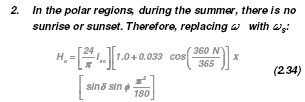 2. In the polar regions, during the summer, there is no
sunrise or sunset. Therefore, replacing ω with ωs:
Ho = [24/π Isc][1.0 + 0.033 cos(360 N/365)] x
(2.34)
[sin δ sin ϕ π²/180]